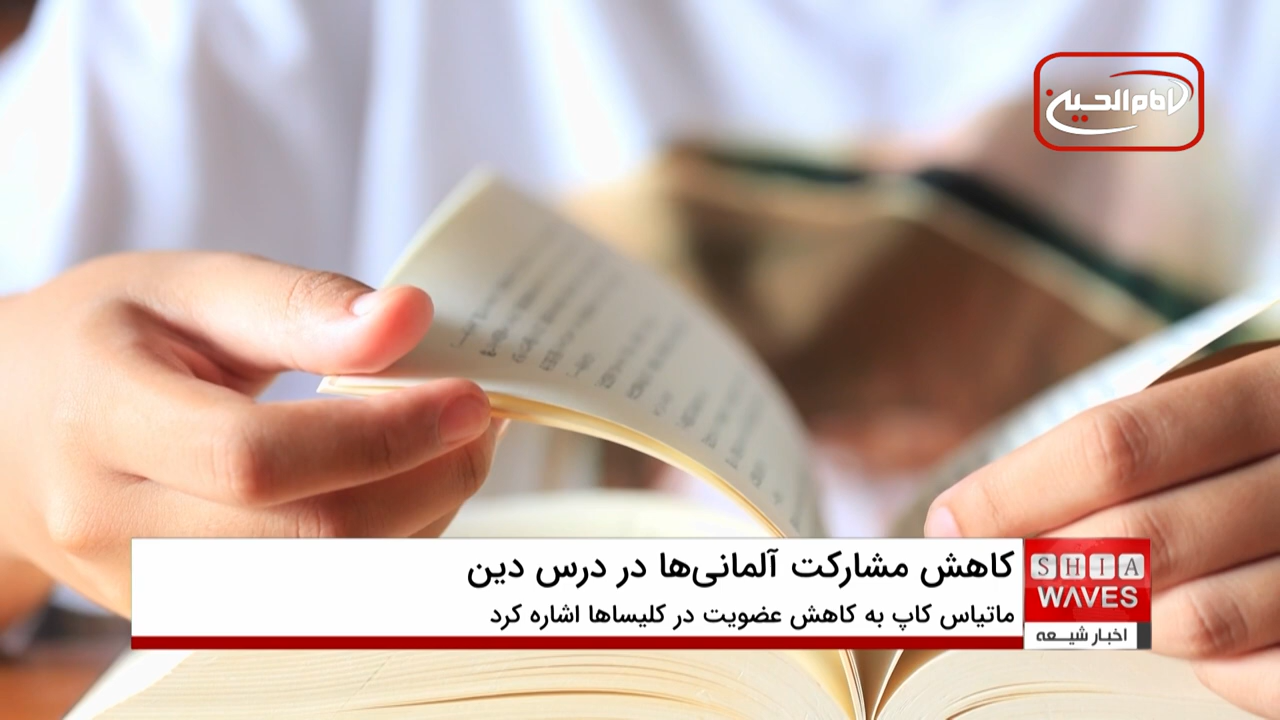 امام الحسین
کاهش مشارکت آلمانی‌ها در درس دین
ماتیاس کاپ به کاهش عضویت در کلیساها اشاره کرد
SHIA
WAVES
اخبار شیعه